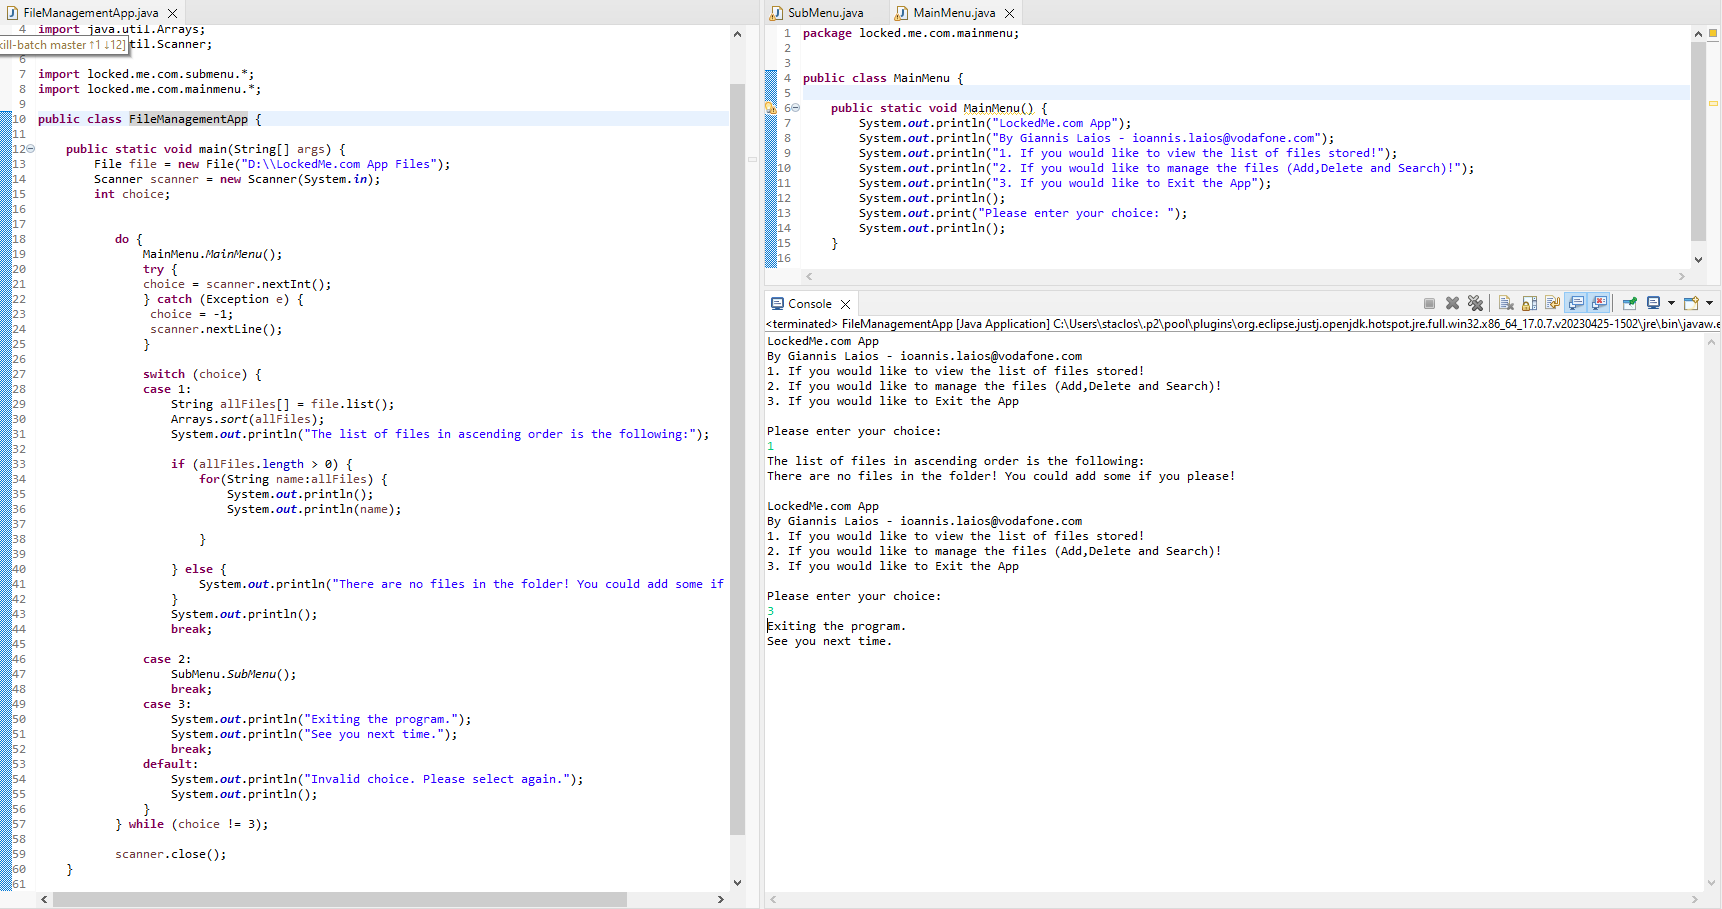 FileManagementApp.java
4 import java.util.Arrays;
kill-batch master ↑1 ↓12] til.Scanner;
6
7 import locked.me.com.submenu.*;
8 import locked.me.com.mainmenu.*;
9
10 public class FileManagementApp {
11
12 public static void main(String[] args) {
13 File file = new File("D:\\LockedMe.com App Files");
14 Scanner scanner = new Scanner(System.in);
15 int choice;
16
17
18 do {
19 MainMenu.MainMenu();
20 try {
21 choice = scanner.nextInt();
22 } catch (Exception e) {
23 choice = -1;
24 scanner.nextLine();
25 }
26
27 switch (choice) {
28 case 1:
29 String allFiles[] = file.list();
30 Arrays.sort(allFiles);
31 System.out.println("The list of files in ascending order is the following:");
32
33 if (allFiles.length > 0) {
34 for(String name:allFiles) {
35 System.out.println();
36 System.out.println(name);
37
38 }
39
40 } else {
41 System.out.println("There are no files in the folder! You could add some if
42 }
43 System.out.println();
44 break;
45
46 case 2:
47 SubMenu.SubMenu();
48 break;
49 case 3:
50 System.out.println("Exiting the program.");
51 System.out.println("See you next time.");
52 break;
53 default:
54 System.out.println("Invalid choice. Please select again.");
55 System.out.println();
56 }
57 } while (choice != 3);
58
59 scanner.close();
60 }
61
SubMenu.java MainMenu.java
1 package locked.me.com.mainmenu;
2
3
4 public class MainMenu {
5
6 public static void MainMenu() {
7 System.out.println("LockedMe.com App");
8 System.out.println("By Giannis Laios - ioannis.laios@vodafone.com");
9 System.out.println("1. If you would like to view the list of files stored!");
10 System.out.println("2. If you would like to manage the files (Add,Delete and Search)!");
11 System.out.println("3. If you would like to Exit the App");
12 System.out.println();
13 System.out.print("Please enter your choice: ");
14 System.out.println();
15 }
16
Console
<terminated> FileManagementApp [Java Application] C:\Users\staclos\.p2\pool\plugins\org.eclipse.justj.openjdk.hotspot.jre.full.win32.x86_64_17.0.7.v20230425-1502\jre\bin\javaw.e
LockedMe.com App
By Giannis Laios - ioannis.laios@vodafone.com
1. If you would like to view the list of files stored!
2. If you would like to manage the files (Add,Delete and Search)!
3. If you would like to Exit the App
Please enter your choice:
1
The list of files in ascending order is the following:
There are no files in the folder! You could add some if you please!
LockedMe.com App
By Giannis Laios - ioannis.laios@vodafone.com
1. If you would like to view the list of files stored!
2. If you would like to manage the files (Add,Delete and Search)!
3. If you would like to Exit the App
Please enter your choice:
3
Exiting the program.
See you next time.